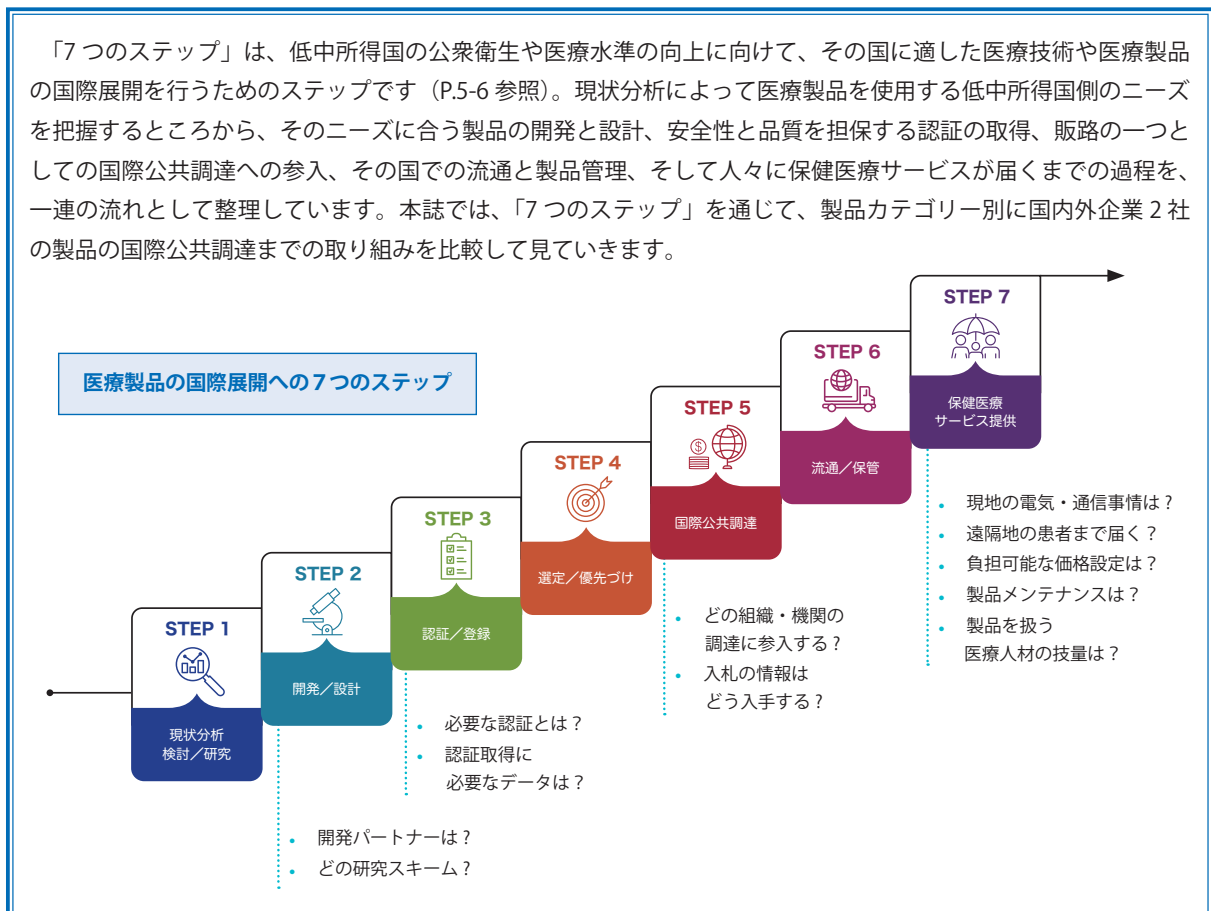 「7 つのステップ」は、低中所得国の公衆衛生や医療水準の向上に向けて、その国に適した医療技術や医療製品
の国際展開を行うためのステップです（P.5-6 参照）。現状分析によって医療製品を使用する低中所得国側のニーズ
を把握するところから、そのニーズに合う製品の開発と設計、安全性と品質を担保する認証の取得、販路の一つと
しての国際公共調達への参入、その国での流通と製品管理、そして人々に保健医療サービスが届くまでの過程を、
一連の流れとして整理しています。本誌では、「7 つのステップ」を通じて、製品カテゴリー別に国内外企業 2 社
の製品の国際公共調達までの取り組みを比較して見ていきます。
医療製品の国際展開への７つのステップ
STEP 1
現状分析
検討／研究
STEP 2
開発／設計
• 開発パートナーは？
• どの研究スキーム？
STEP 3
認証／登録
• 必要な認証とは？
• 認証取得に
必要なデータは？
STEP 4
選定／優先づけ
STEP 5
$
国際公共調達
• どの組織・機関の
調達に参入する？
• 入札の情報は
どう入手する？
STEP 6
流通／保管
STEP 7
保健医療
サービス提供
• 現地の電気・通信事情は？
• 遠隔地の患者まで届く？
• 負担可能な価格設定は？
• 製品メンテナンスは？
• 製品を扱う
医療人材の技量は？